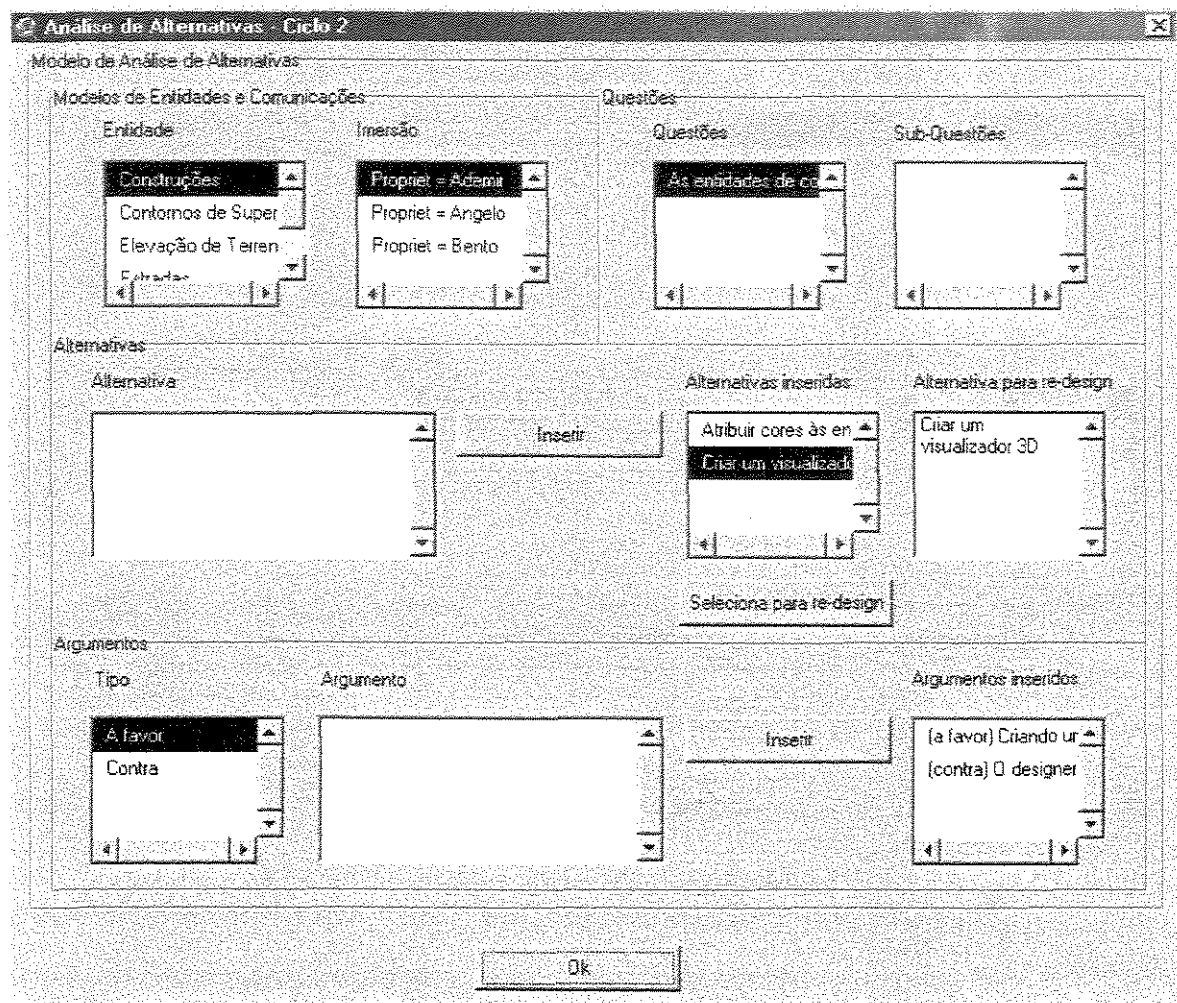 Análise de Alternativas - Ciclo 2
Modelo de Análise de Alternativas
Modelos de Entidades e Comunicações
Questões
Entidade
Imersão
Questões
Sub-Questões
Construções
Contornos de Super
Elevação de Terren
Estradas
Propriet = Ademir
Propriet = Angelo
Propriet = Bento
As entidades de co
Alternativas
Alternativa
Inserir
Alternativas inseridas
Atribuir cores às en
Criar um visualizado
Alternativa para re-design
Criar um
visualizador 3D
Seleciona para re-design
Argumentos
Tipo
A favor
Contra
Argumento
Inserir
Argumentos inseridos
(a favor) Criando ur
(contra) O designer
Ok